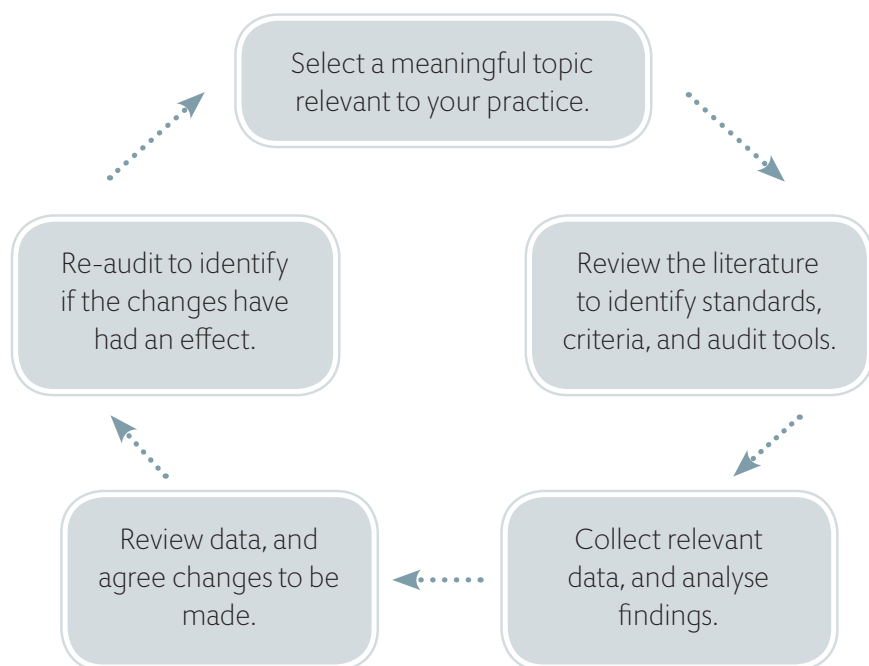 Select a meaningful topic
relevant to your practice.
Review the literature
to identify standards,
criteria, and audit tools.
Collect relevant
data, and analyse
findings.
Review data, and
agree changes to be
made.
Re-audit to identify
if the changes have
had an effect.